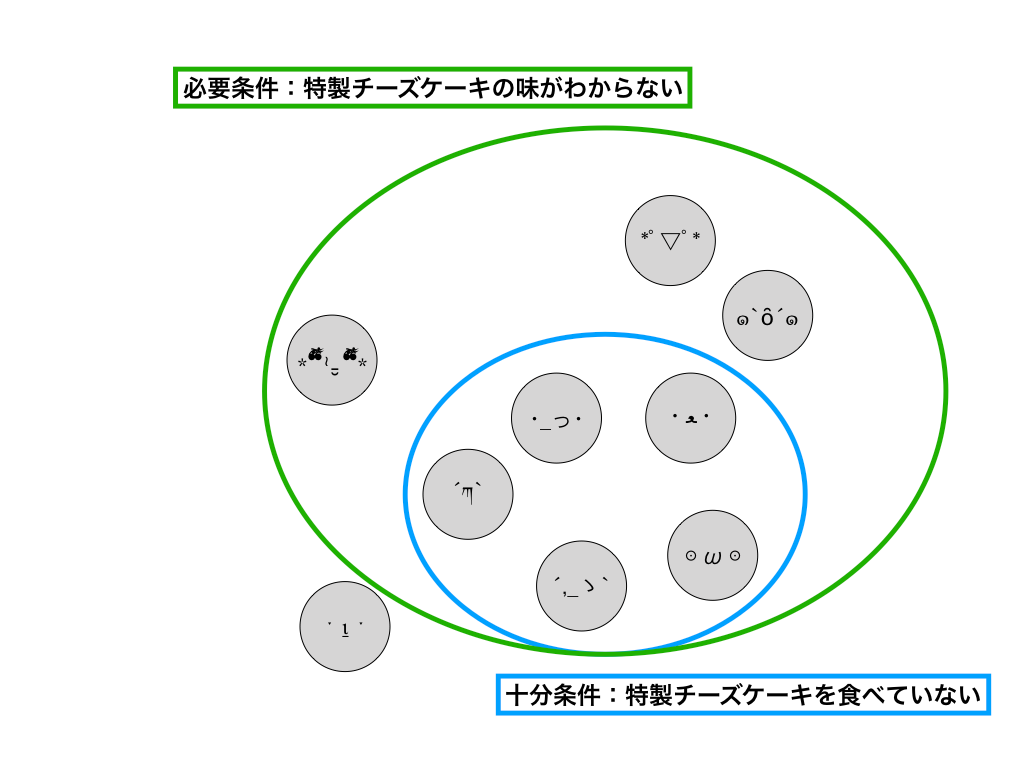 必要条件：特製チーズケーキの味がわからない
*ﾟ▽ﾟ*
๑`ô´๑
･_っ･
･ﻌ･
⊙ω⊙
´,_ゝ`
十分条件：特製チーズケーキを食べていない